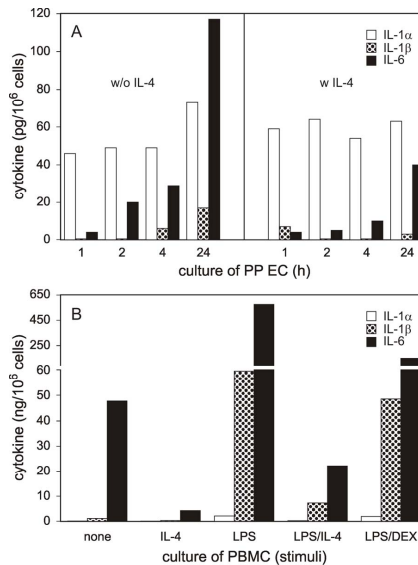 A
IL-1α
IL-1β
IL-6
w/o IL-4
w IL-4
cytokine (pg/10⁶ cells)
120
100
80
60
40
20
0
1 2 4 24 1 2 4 24
culture of PP EC (h)
B
IL-1α
IL-1β
IL-6
cytokine (ng/10⁶ cells)
650
450
250
60
50
40
30
20
10
0
none IL-4 LPS LPS/IL-4 LPS/DEX
culture of PBMC (stimuli)